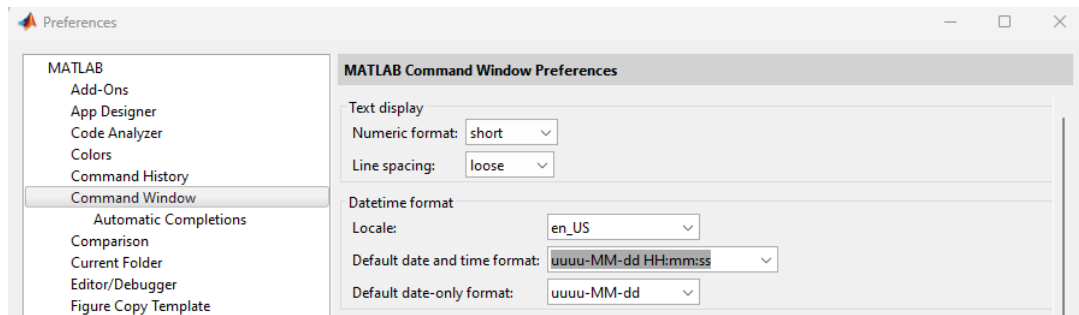 Preferences
MATLAB
Add-Ons
App Designer
Code Analyzer
Colors
Command History
Command Window
Automatic Completions
Comparison
Current Folder
Editor/Debugger
Figure Copy Template
MATLAB Command Window Preferences
Text display
Numeric format: short
Line spacing: loose
Datetime format
Locale: en_US
Default date and time format: uuuu-MM-dd HH:mm:ss
Default date-only format: uuuu-MM-dd